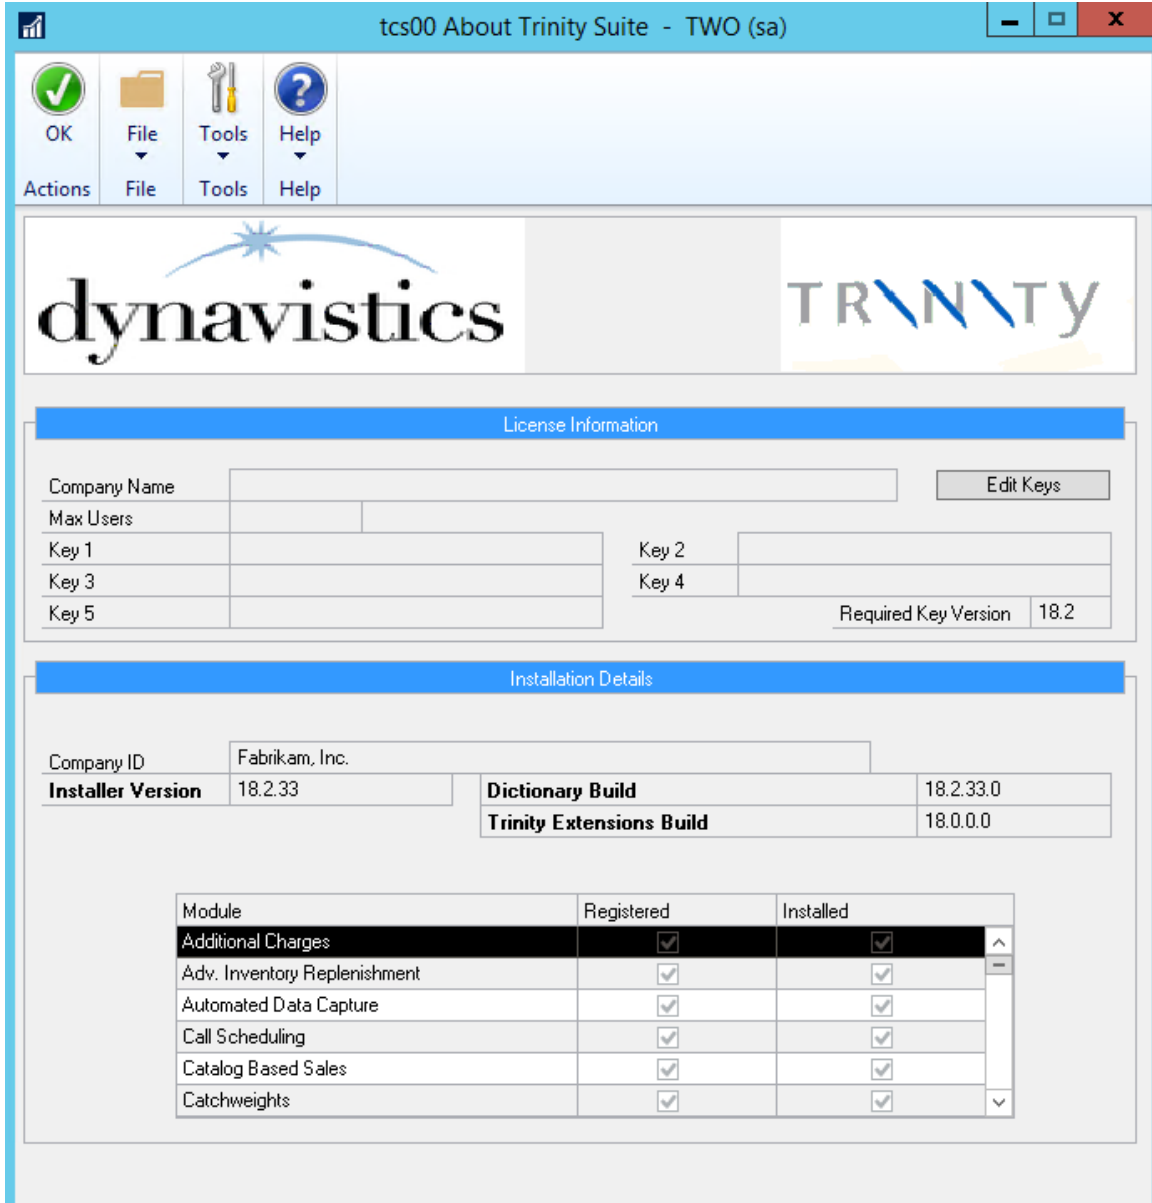 tcs00 About Trinity Suite - TWO (sa)
OK File Tools Help
Actions File Tools Help
dynavistics TRINITY
License Information
Company Name Edit Keys
Max Users
Key 1 Key 2
Key 3 Key 4
Key 5 Required Key Version 18.2
Installation Details
Company ID Fabrikam, Inc.
Installer Version 18.2.33 Dictionary Build 18.2.33.0
Trinity Extensions Build 18.0.0.0
Module Registered Installed
Additional Charges
Adv. Inventory Replenishment
Automated Data Capture
Call Scheduling
Catalog Based Sales
Catchweights